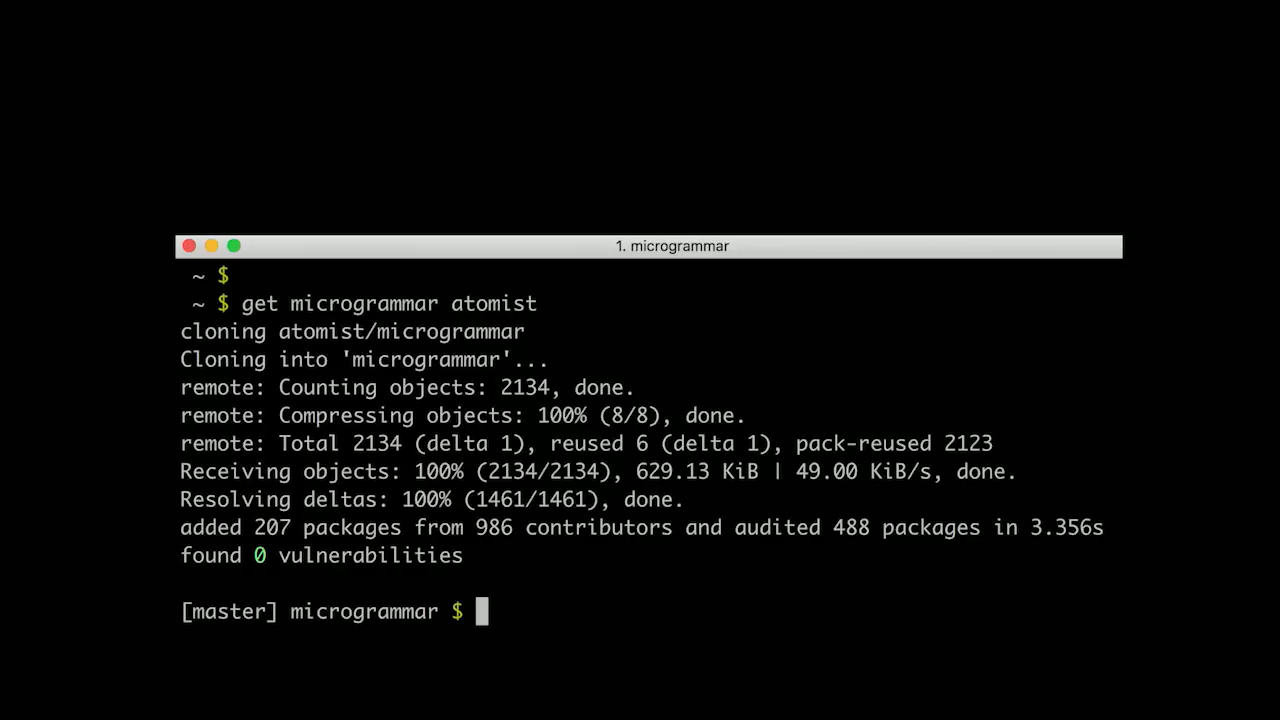 1. microgrammar
~ $
~ $ get microgrammar atomist
cloning atomist/microgrammar
Cloning into 'microgrammar'...
remote: Counting objects: 2134, done.
remote: Compressing objects: 100% (8/8), done.
remote: Total 2134 (delta 1), reused 6 (delta 1), pack-reused 2123
Receiving objects: 100% (2134/2134), 629.13 KiB | 49.00 KiB/s, done.
Resolving deltas: 100% (1461/1461), done.
added 207 packages from 986 contributors and audited 488 packages in 3.356s
found 0 vulnerabilities
[master] microgrammar $